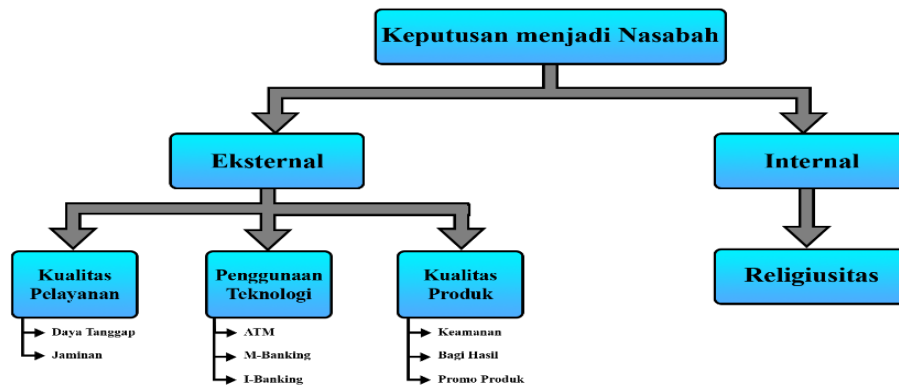 Keputusan menjadi Nasabah
Eksternal
Internal
Kualitas
Pelayanan
Daya Tanggap
Jaminan
Penggunaan
Teknologi
ATM
M-Banking
I-Banking
Kualitas
Produk
Keamanan
Bagi Hasil
Promo Produk
Religiusitas